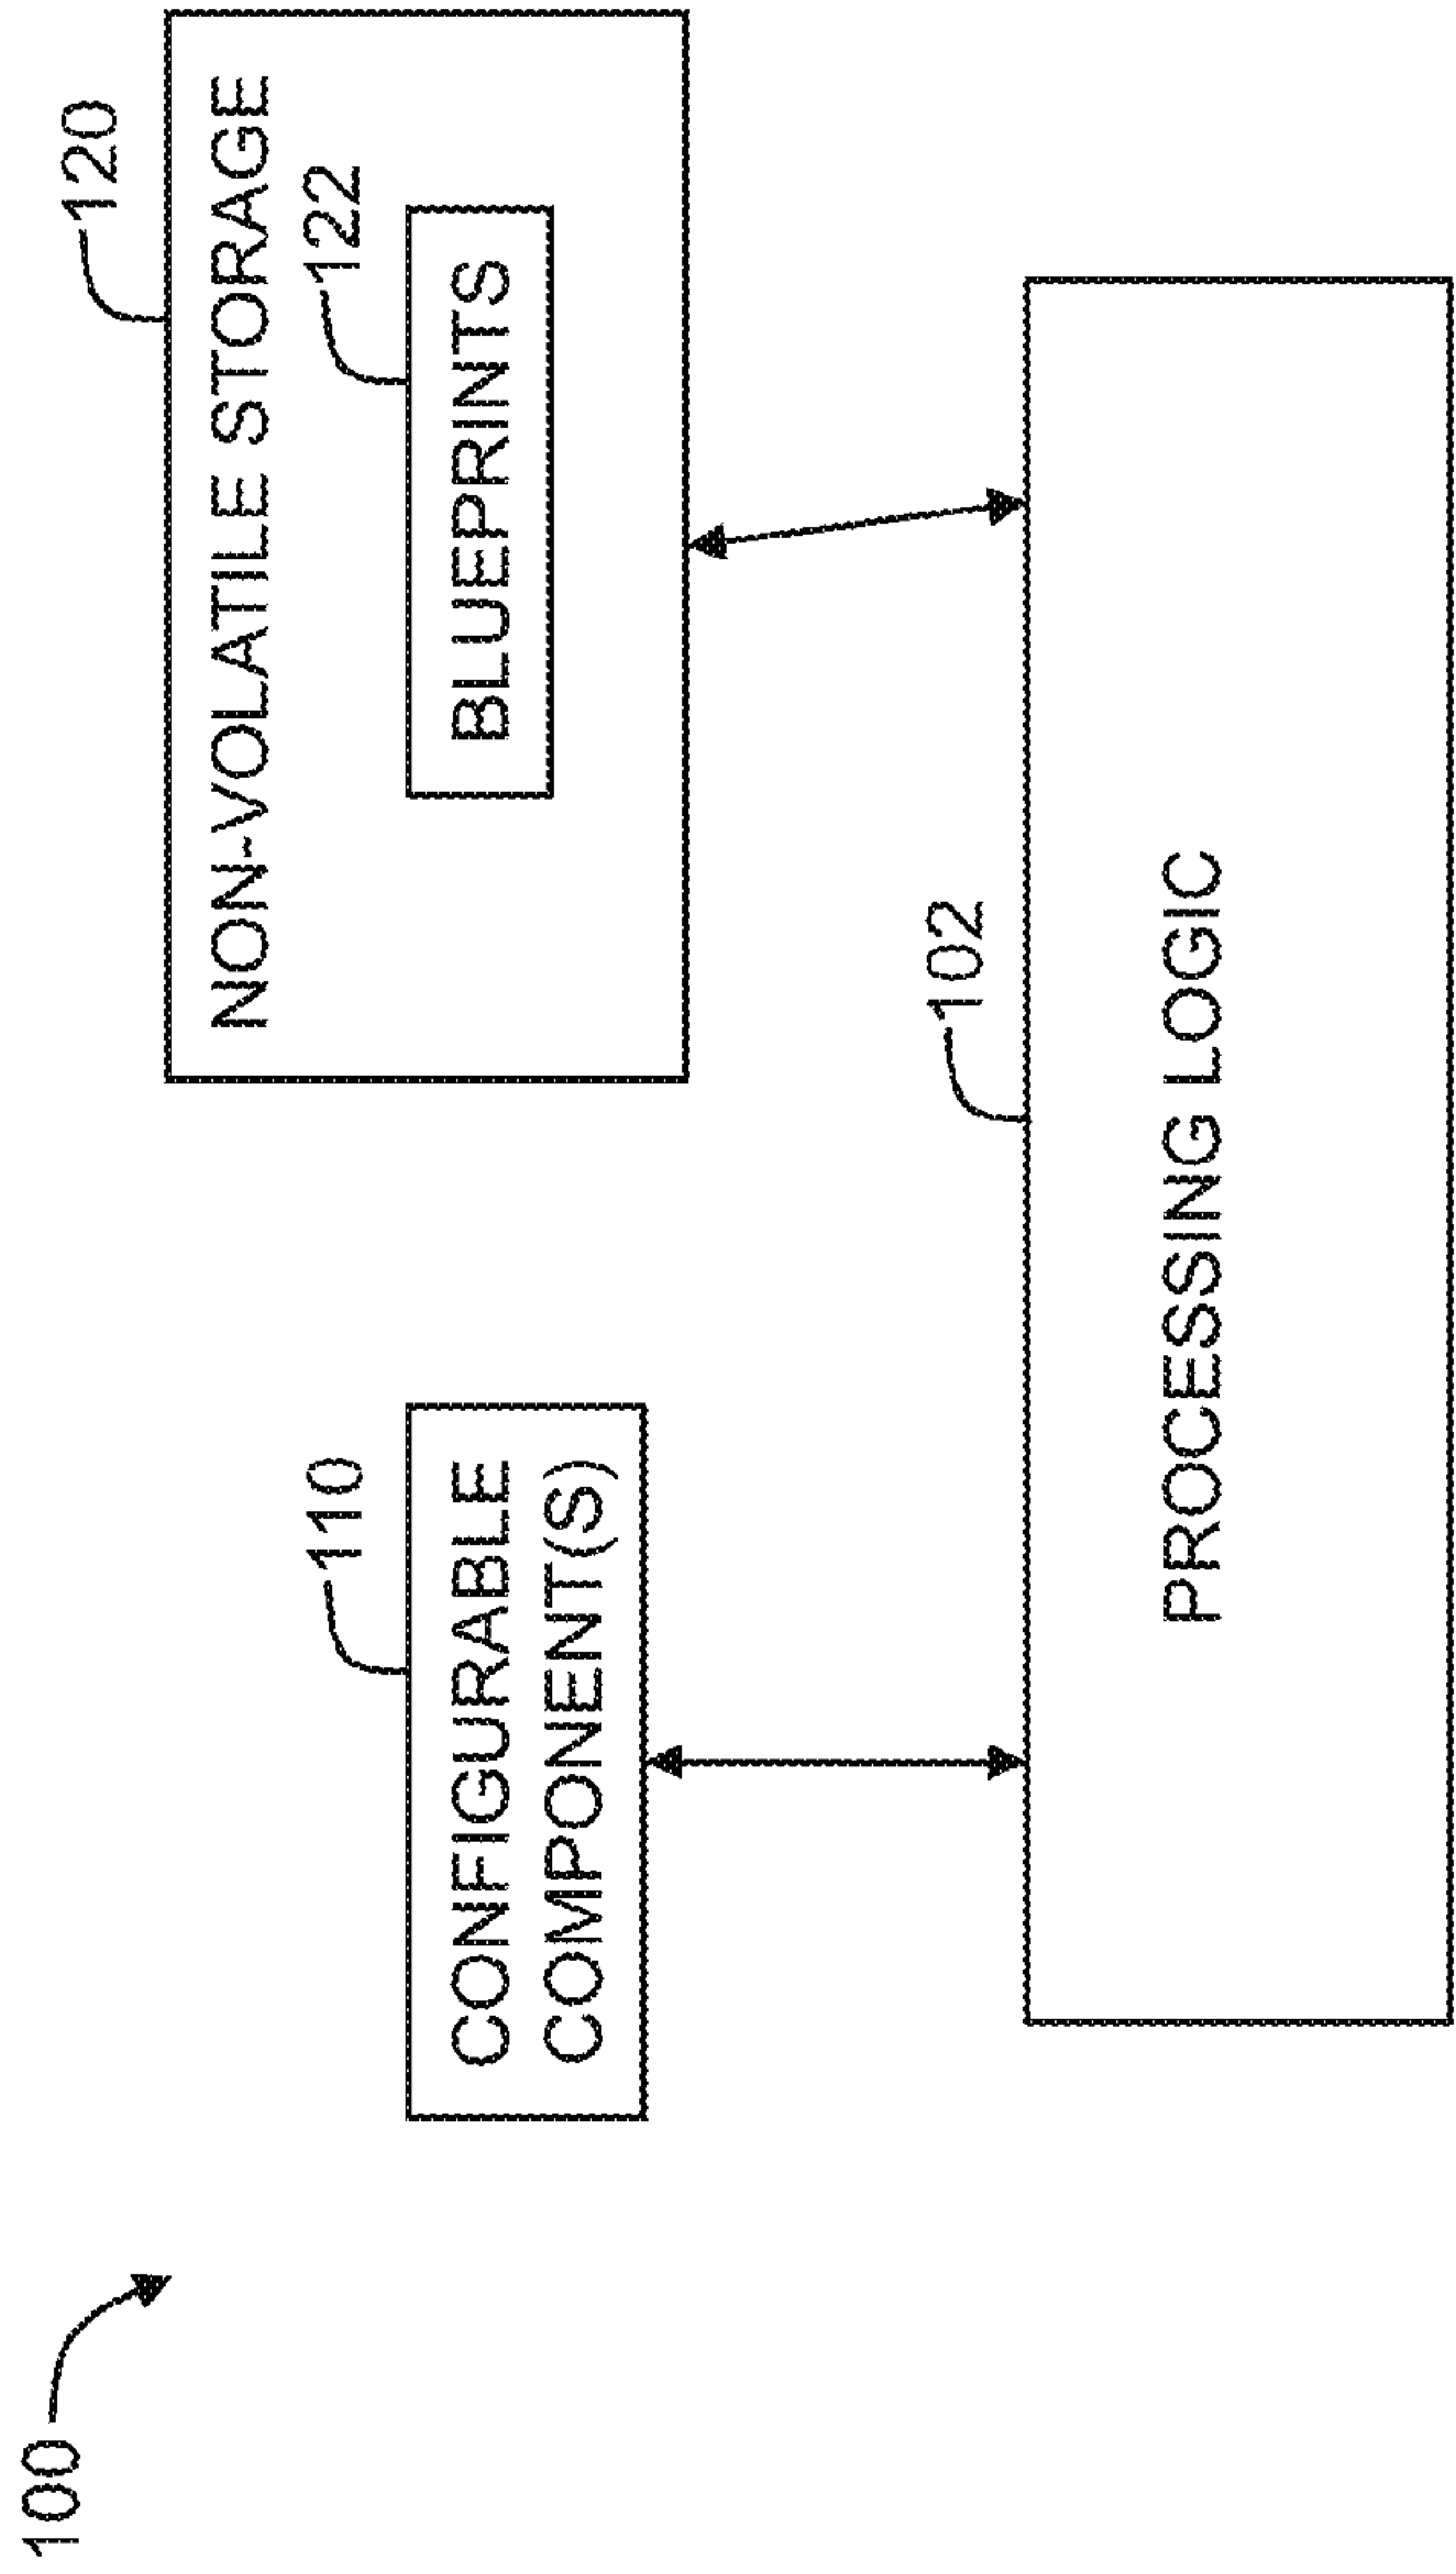 100
120
NON-VOLATILE STORAGE
110
122
CONFIGURABLE
COMPONENT(S)
BLUEPRINTS
102
PROCESSING LOGIC